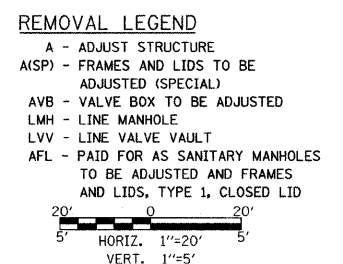 REMOVAL LEGEND
A - ADJUST STRUCTURE
A(SP) - FRAMES AND LIDS TO BE
ADJUSTED (SPECIAL)
AVB - VALVE BOX TO BE ADJUSTED
LMH - LINE MANHOLE
LVV - LINE VALVE VAULT
AFL - PAID FOR AS SANITARY MANHOLES
TO BE ADJUSTED AND FRAMES
AND LIDS, TYPE 1, CLOSED LID
20' 0 20'
5' 5'
HORIZ. 1"=20'
VERT. 1"=5'